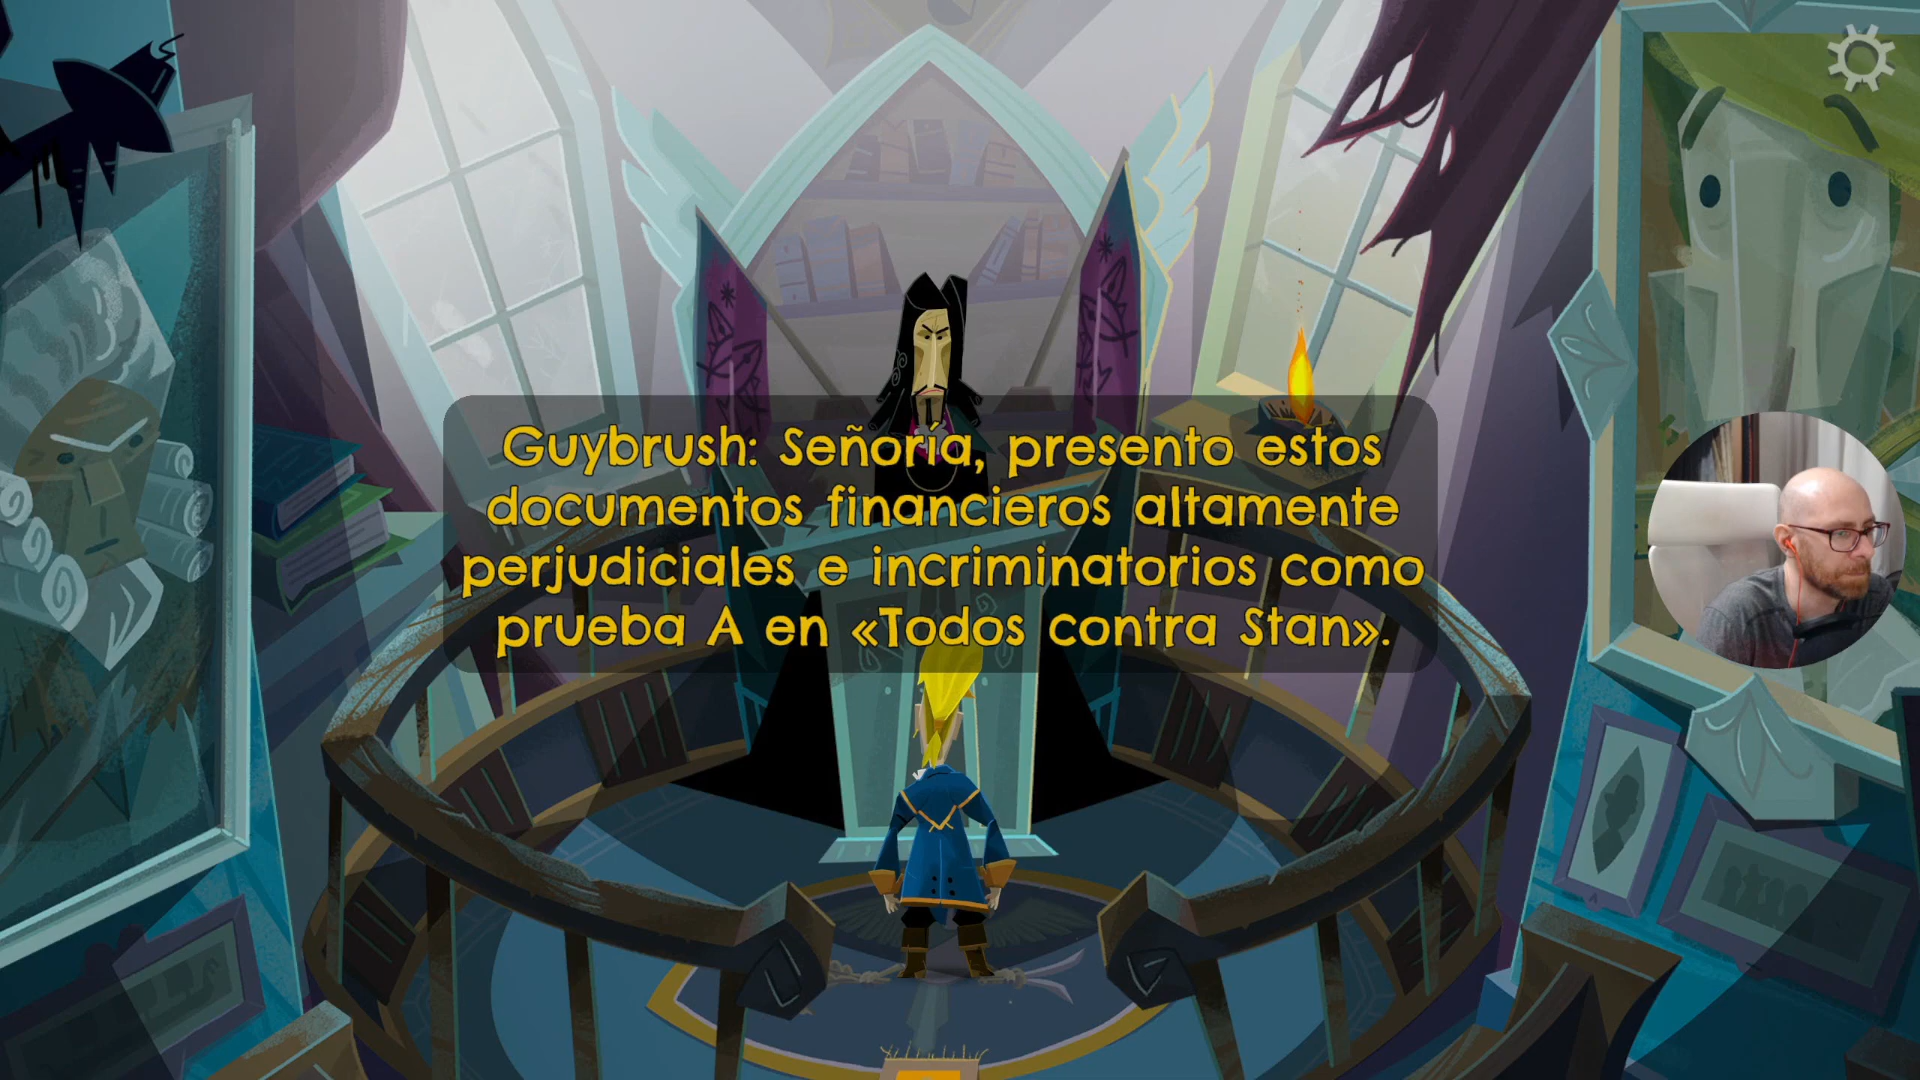 Guybrush: Señoría, presento estos
documentos financieros altamente
perjudiciales e incriminatorios como
prueba A en «Todos contra Stan».